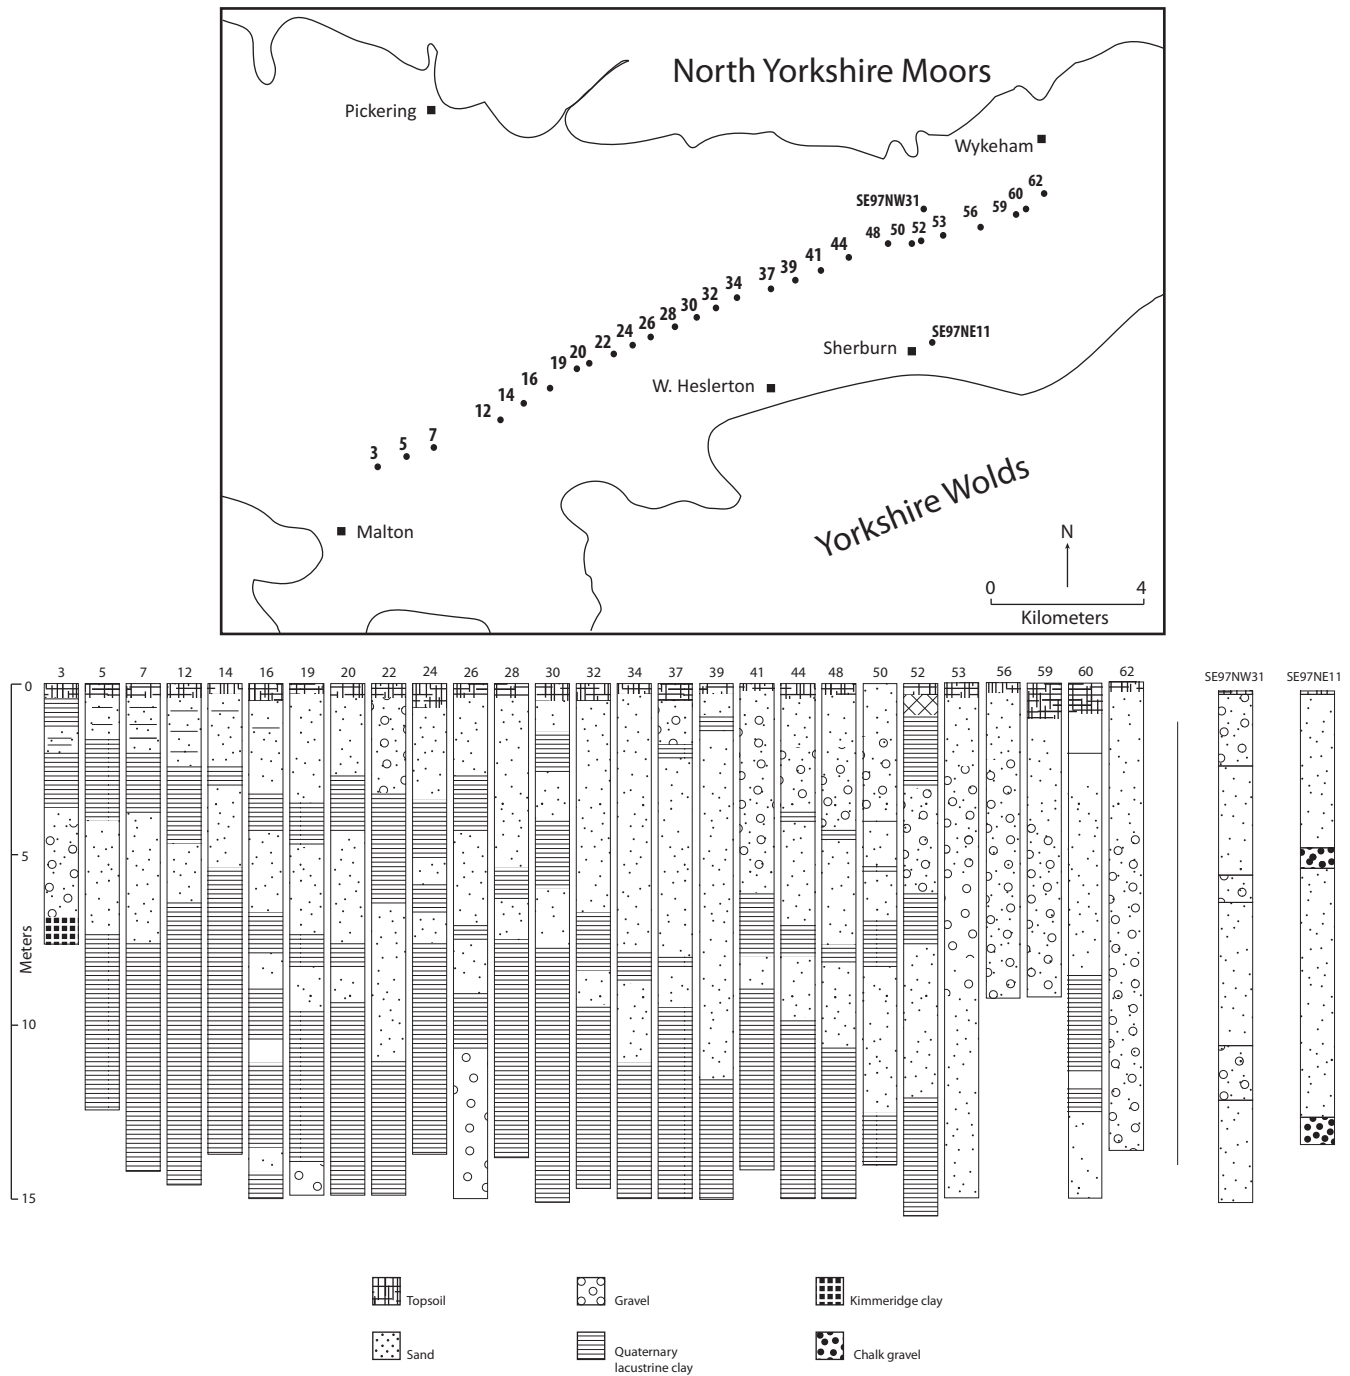 North Yorkshire Moors
Pickering
Wykeham
62
60
SE97NW31
59
56
53
52
50
48
44
41
39
37
34
32
30
28
26
24
22
20
19
16
14
12
7
5
3
SE97NE11
Sherburn
W. Heslerton
Yorkshire Wolds
Malton
N
0 4
Kilometers
3 5 7 12 14 16 19 20 22 24 26 28 30 32 34 37 39 41 44 48 50 52 53 56 59 60 62 SE97NW31 SE97NE11
0
5
Meters
10
15
Topsoil Gravel Kimmeridge clay
Sand Quaternary Chalk gravel
lacustrine clay